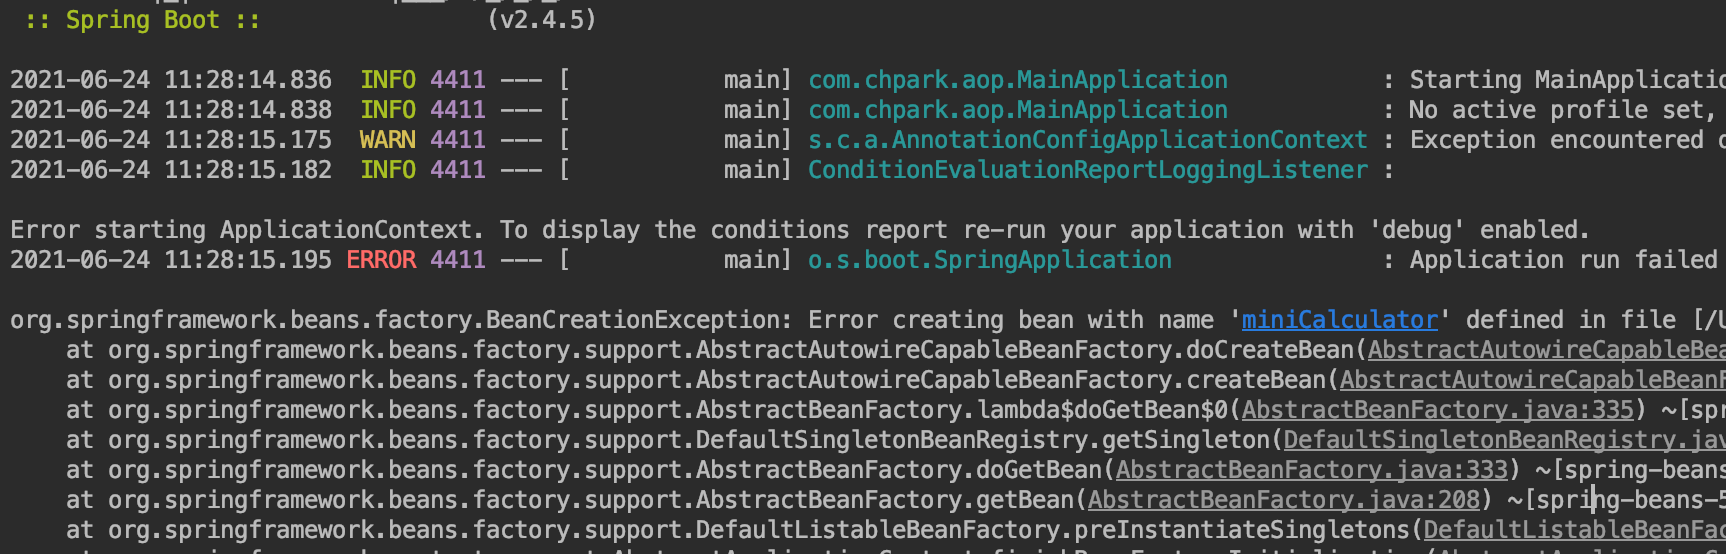 :: Spring Boot ::                (v2.4.5)
2021-06-24 11:28:14.836  INFO 4411 --- [           main] com.chpark.aop.MainApplication           : Starting MainApplicatio
2021-06-24 11:28:14.838  INFO 4411 --- [           main] com.chpark.aop.MainApplication           : No active profile set,
2021-06-24 11:28:15.175  WARN 4411 --- [           main] s.c.a.AnnotationConfigApplicationContext : Exception encountered
2021-06-24 11:28:15.182  INFO 4411 --- [           main] ConditionEvaluationReportLoggingListener :
Error starting ApplicationContext. To display the conditions report re-run your application with 'debug' enabled.
2021-06-24 11:28:15.195 ERROR 4411 --- [           main] o.s.boot.SpringApplication               : Application run failed
org.springframework.beans.factory.BeanCreationException: Error creating bean with name 'miniCalculator' defined in file [/U
    at org.springframework.beans.factory.support.AbstractAutowireCapableBeanFactory.doCreateBean(AbstractAutowireCapableBea
    at org.springframework.beans.factory.support.AbstractAutowireCapableBeanFactory.createBean(AbstractAutowireCapableBeanF
    at org.springframework.beans.factory.support.AbstractBeanFactory.lambda$doGetBean$0(AbstractBeanFactory.java:335) ~[spr
    at org.springframework.beans.factory.support.DefaultSingletonBeanRegistry.getSingleton(DefaultSingletonBeanRegistry.jav
    at org.springframework.beans.factory.support.AbstractBeanFactory.doGetBean(AbstractBeanFactory.java:333) ~[spring-beans
    at org.springframework.beans.factory.support.AbstractBeanFactory.getBean(AbstractBeanFactory.java:208) ~[spring-beans-5
    at org.springframework.beans.factory.support.DefaultListableBeanFactory.preInstantiateSingletons(DefaultListableBeanFac